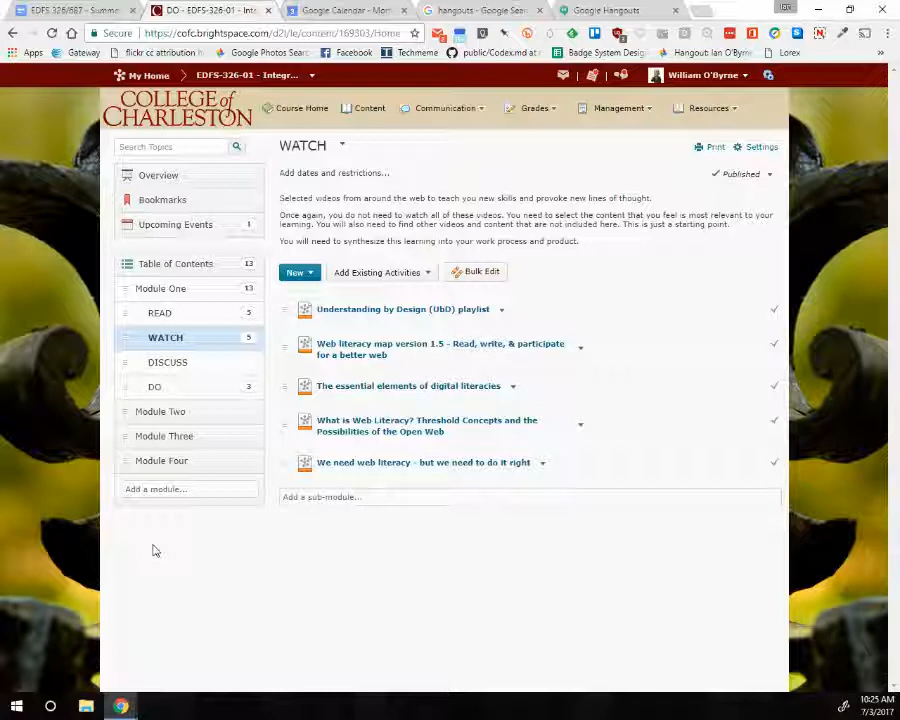 EDFS.326/687 - Summe
DO - EDFS-326-01 - Inte
Google Calendar - Mon
hangouts - Google Sear
Google Hangouts
Secure
https://cofc.brightspace.com/d2l/le/content/169303/Home
Apps
Gateway
flickr cc attribution h
Google Photos Searc
Facebook
Techmeme
public/Codex.md at
Badge System Desig
Hangout: Ian O'Byrne
Lorex
My Home
EDFS-326-01 - Integr...
William O'Byrne
COLLEGE of
CHARLESTON
Course Home
Content
Communication
Grades
Management
Resources
Search Topics
WATCH
Print
Settings
Overview
Add dates and restrictions...
Published
Bookmarks
Selected videos from around the web to teach you new skills and provoke new lines of thought.
Upcoming Events 1
Once again, you do not need to watch all of these videos. You need to select the content that you feel is most relevant to your
learning. You will also need to find other videos and content that are not included here. This is just a starting point.
You will need to synthesize this learning into your work process and product.
Table of Contents 13
New
Add Existing Activities
Bulk Edit
Module One 13
READ 5
Understanding by Design (UbD) playlist
WATCH 5
Web literacy map version 1.5 - Read, write, & participate
for a better web
DISCUSS
DO 3
The essential elements of digital literacies
Module Two
What is Web Literacy? Threshold Concepts and the
Possibilities of the Open Web
Module Three
Module Four
We need web literacy - but we need to do it right
Add a module...
Add a sub-module...
10:25 AM
7/3/2017